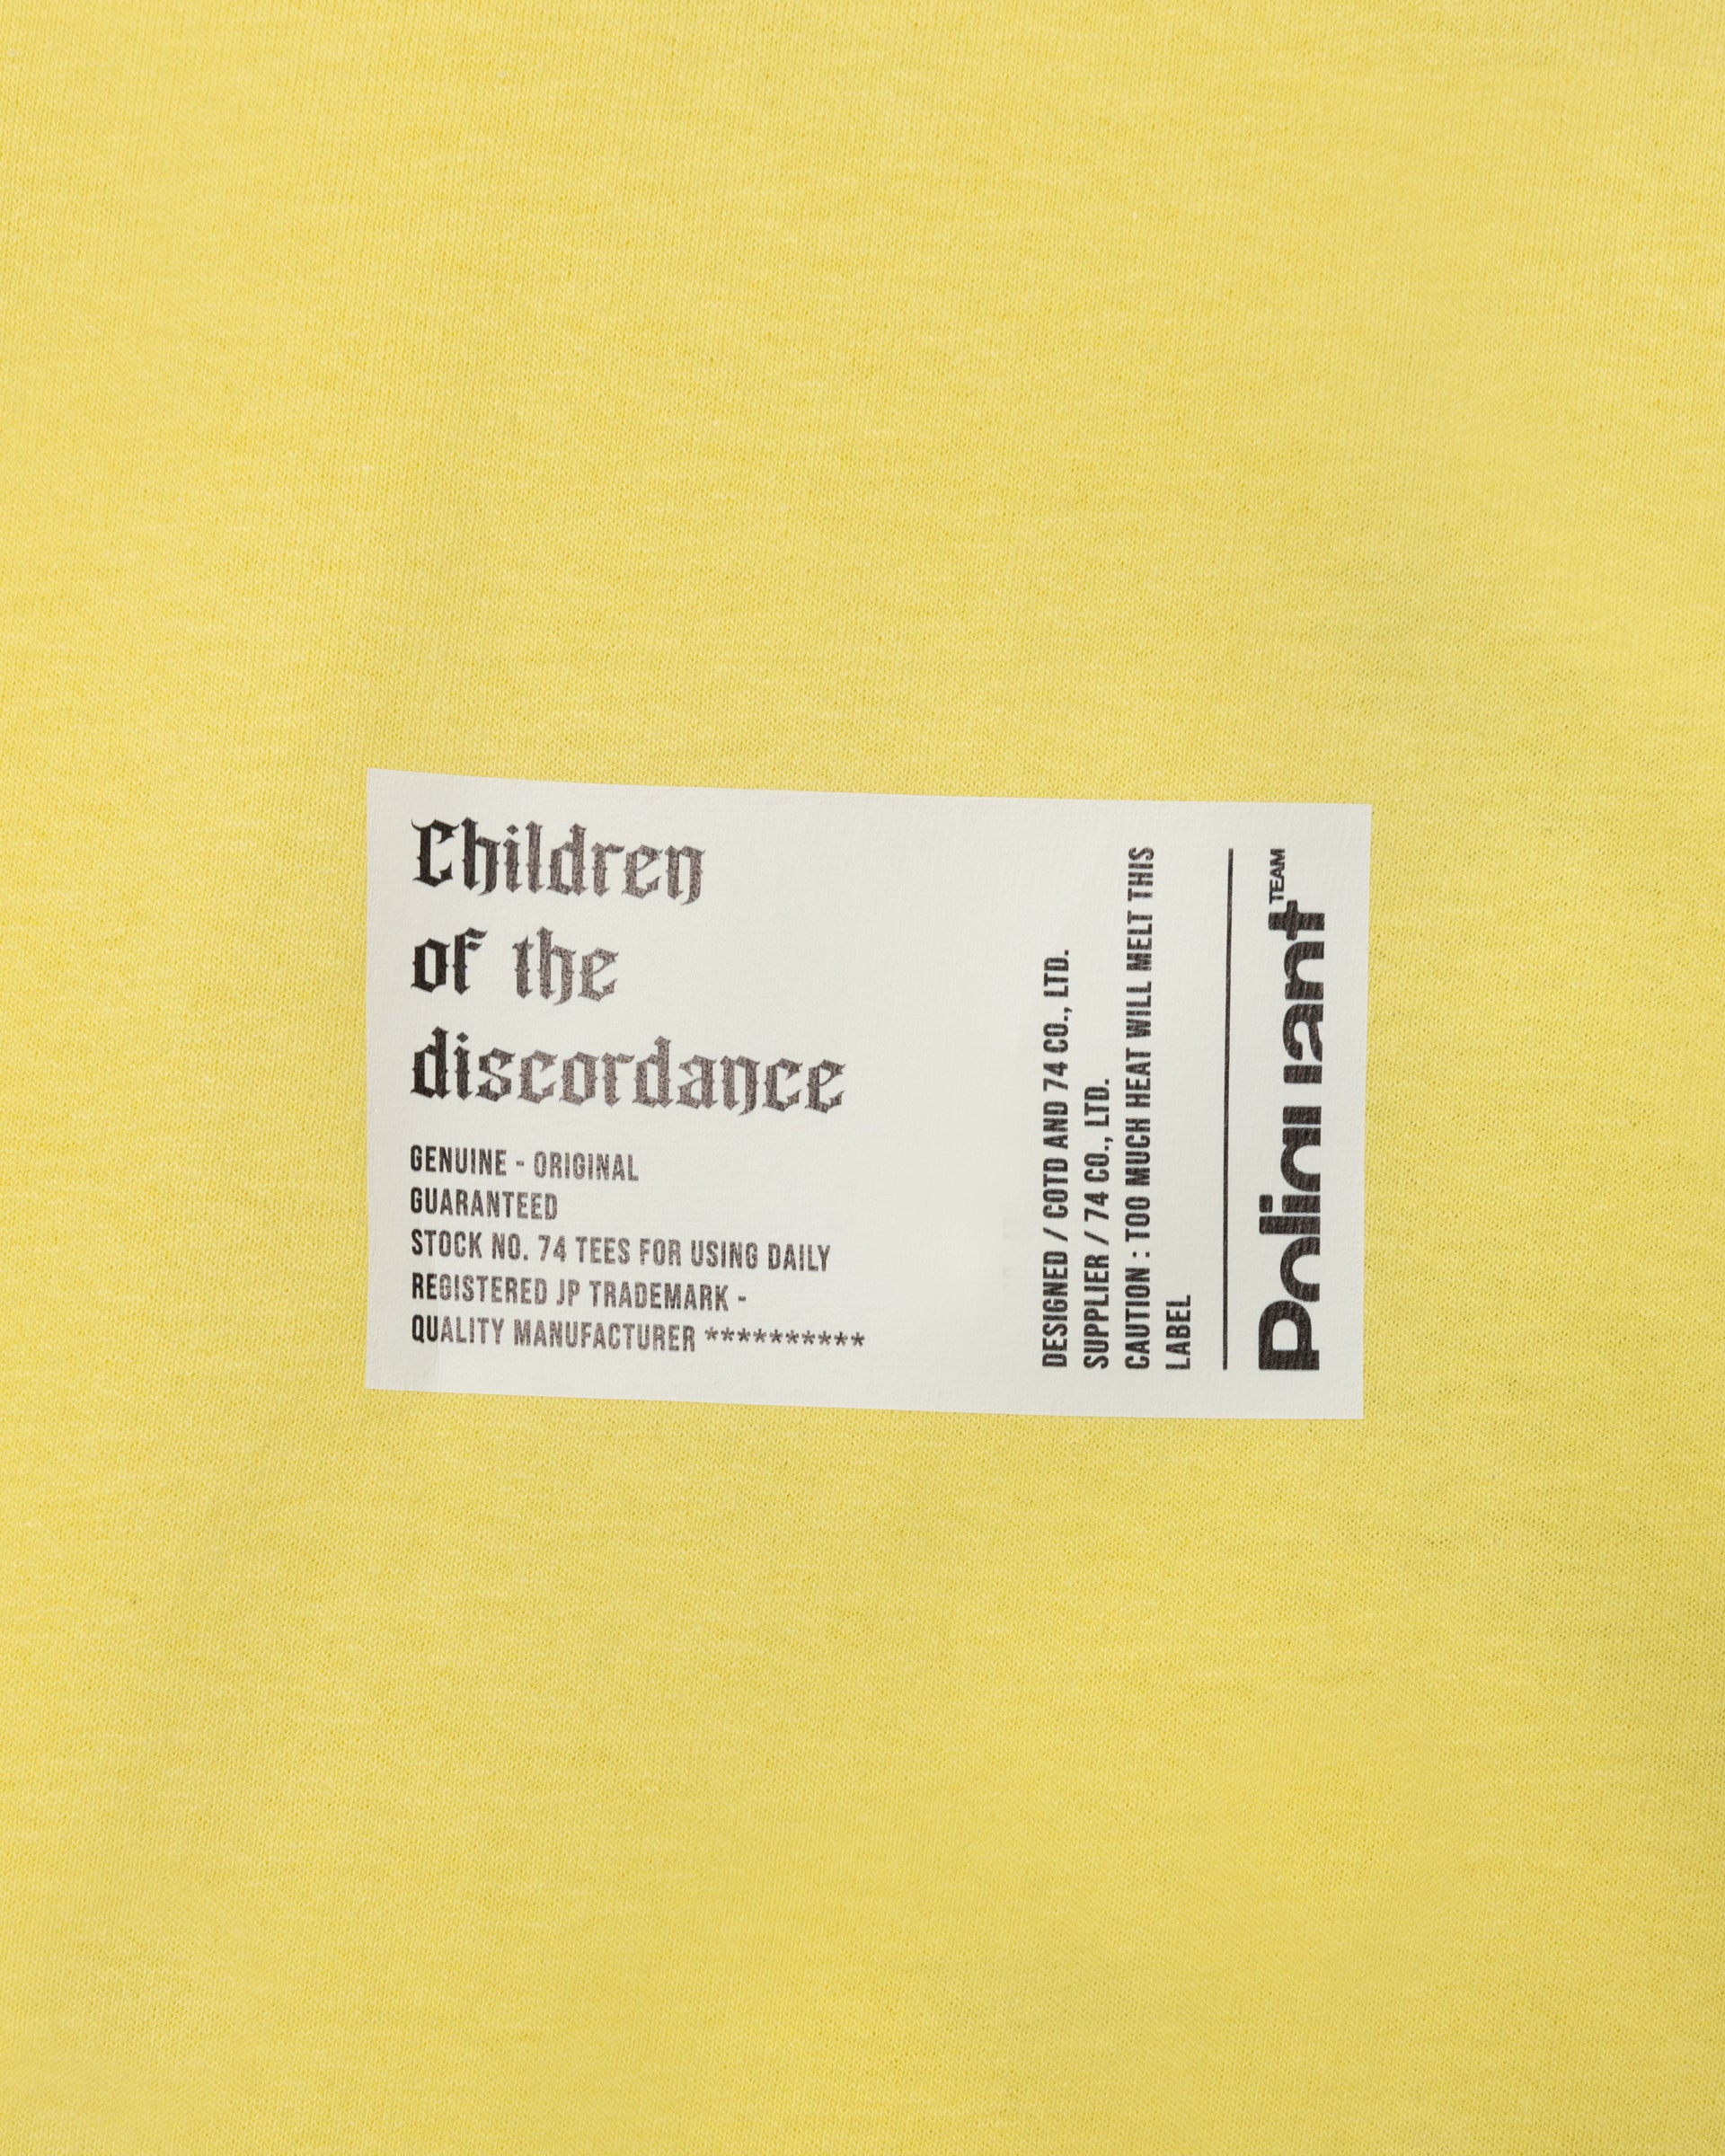 Children
of the
discordance
GENUINE - ORIGINAL
GUARANTEED
STOCK NO. 74 TEES FOR USING DAILY
REGISTERED JP TRADEMARK -
QUALITY MANUFACTURER **********
DESIGNED / COTD AND 74 CO., LTD.
SUPPLIER / 74 CO., LTD.
CAUTION : TOO MUCH HEAT WILL MELT THIS
LABEL
Poliquant TEAM